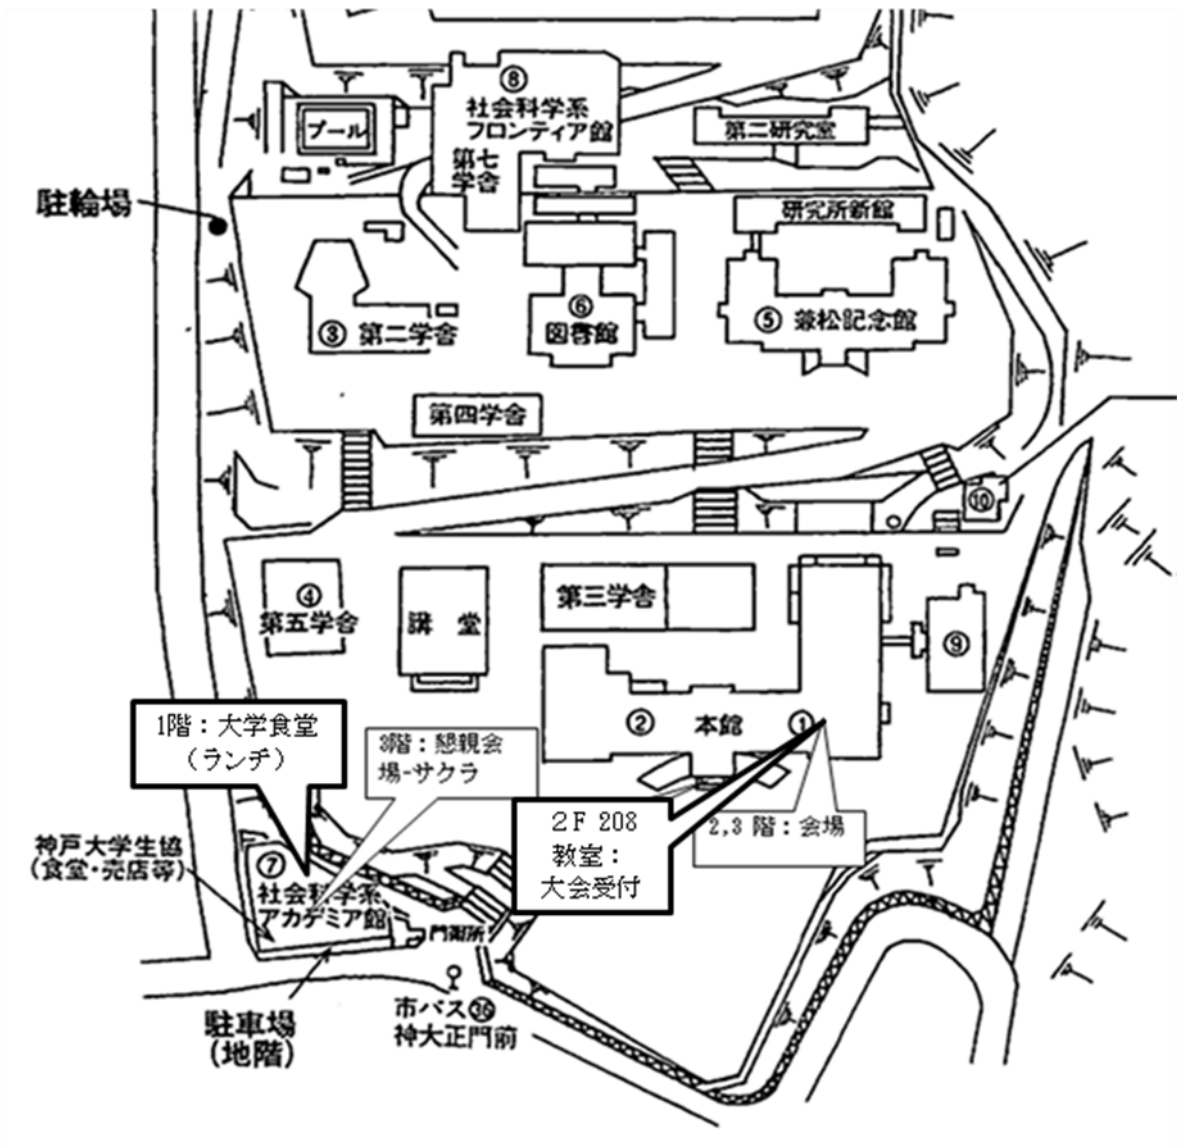 ⑧
社会科学系
フロンティア館
プール
第七
学舎
第二研究室
駐輪場
研究所新館
③ 第二学舎
⑥
図書館
⑤ 兼松記念館
第四学舎
⑩
④
第五学舎
講堂
第三学舎
⑨
② 本館 ①
1階：大学食堂
（ランチ）
3階：懇親会
場-サクラ
２F 208
教室：
大会受付
2,3 階：会場
神戸大学生協
(食堂・売店等)
⑦
社会科学系
アカデミア館
門衛所
駐車場
(地階)
市バス㊱
神大正門前